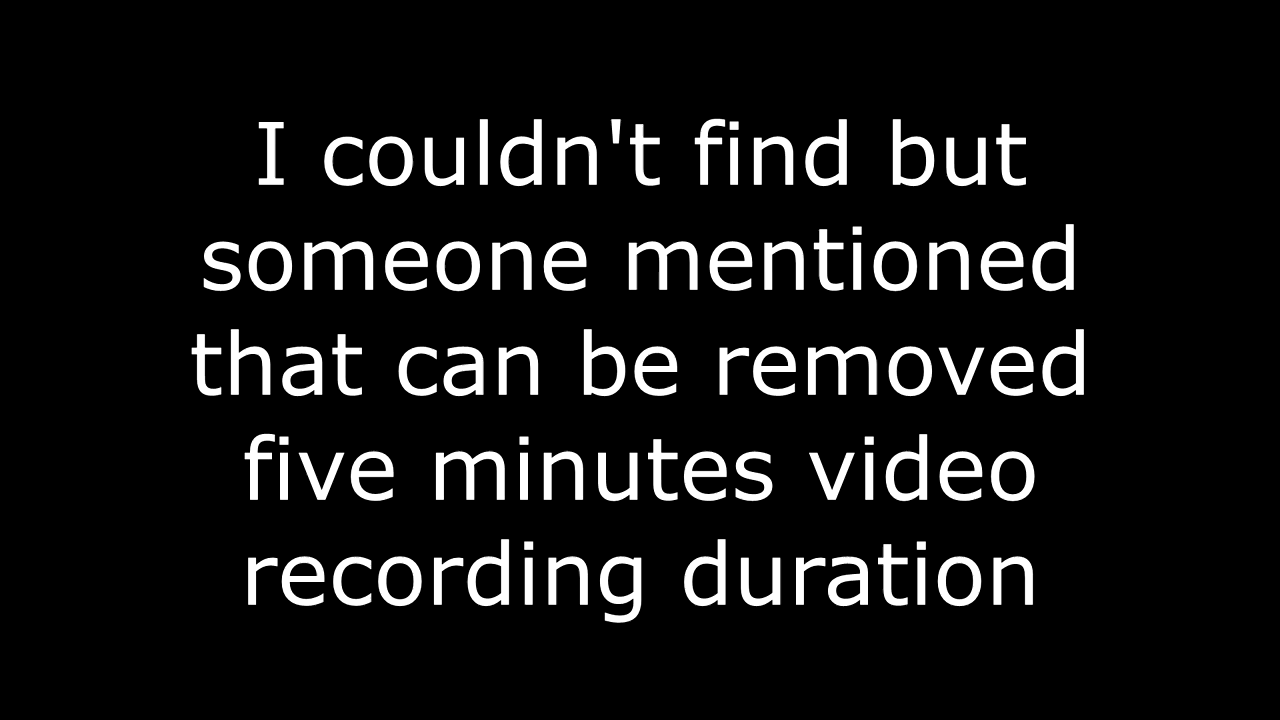 I couldn't find but
someone mentioned
that can be removed
five minutes video
recording duration